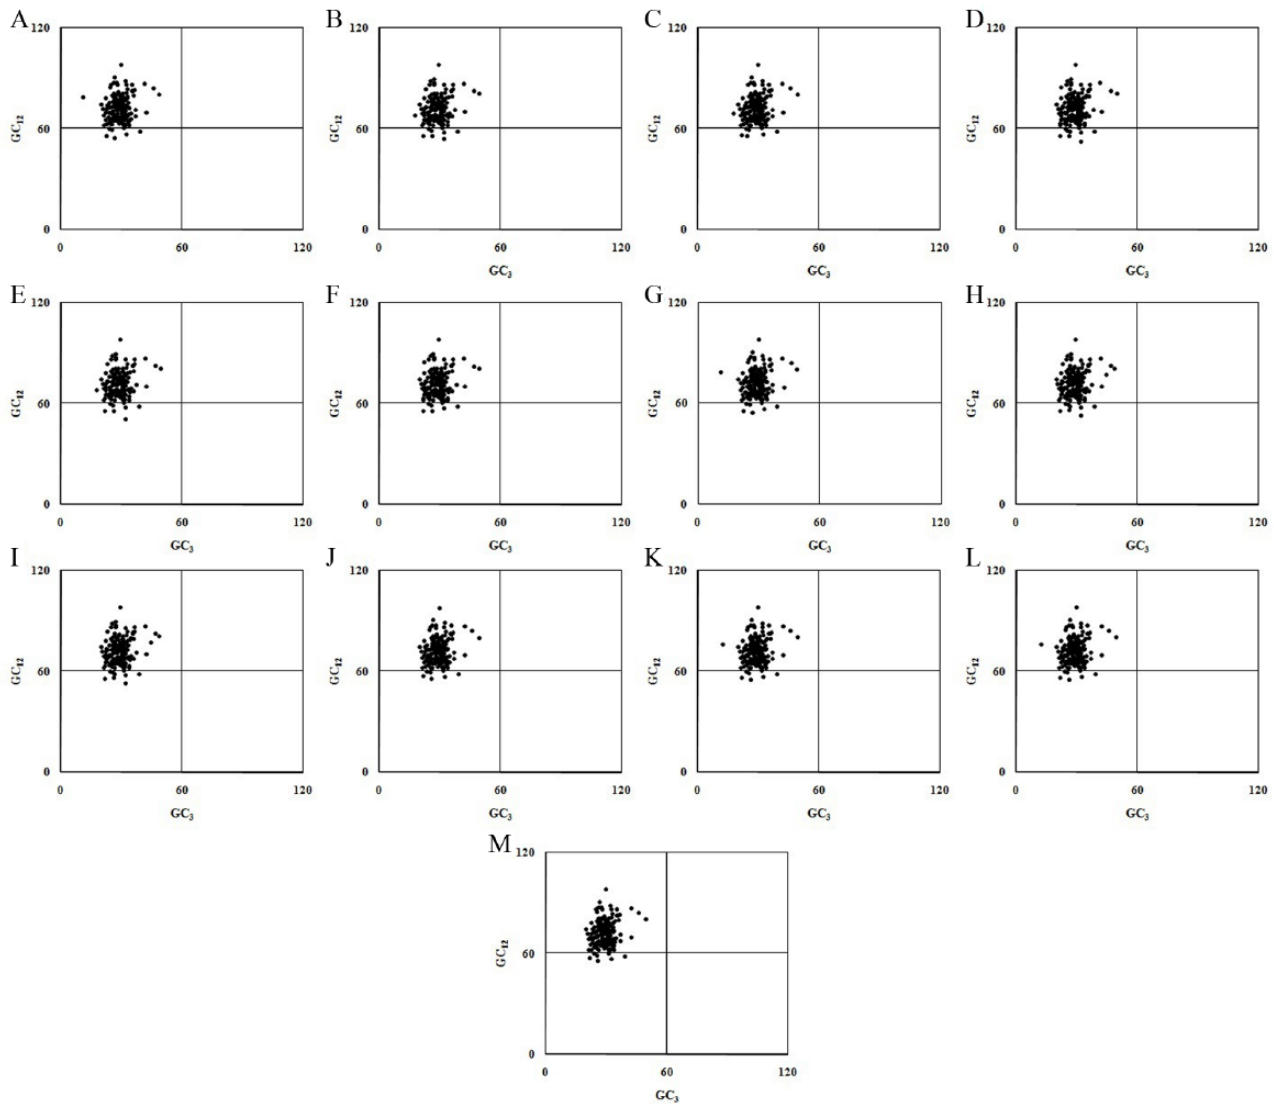 A 120 B 120 C 120 D 120
GC12 GC12 GC12 GC12
60 60 60 60
0 0 0 0
0 60 120 0 60 120 0 60 120 0 60 120
GC3 GC3 GC3
E 120 F 120 G 120 H 120
GC12 GC12 GC12 GC12
60 60 60 60
0 0 0 0
0 60 120 0 60 120 0 60 120 0 60 120
GC3 GC3 GC3 GC3
I 120 J 120 K 120 L 120
GC12 GC12 GC12 GC12
60 60 60 60
0 0 0 0
0 60 120 0 60 120 0 60 120 0 60 120
GC3 GC3 GC3 GC3
M 120
GC12
60
0
0 60 120
GC3